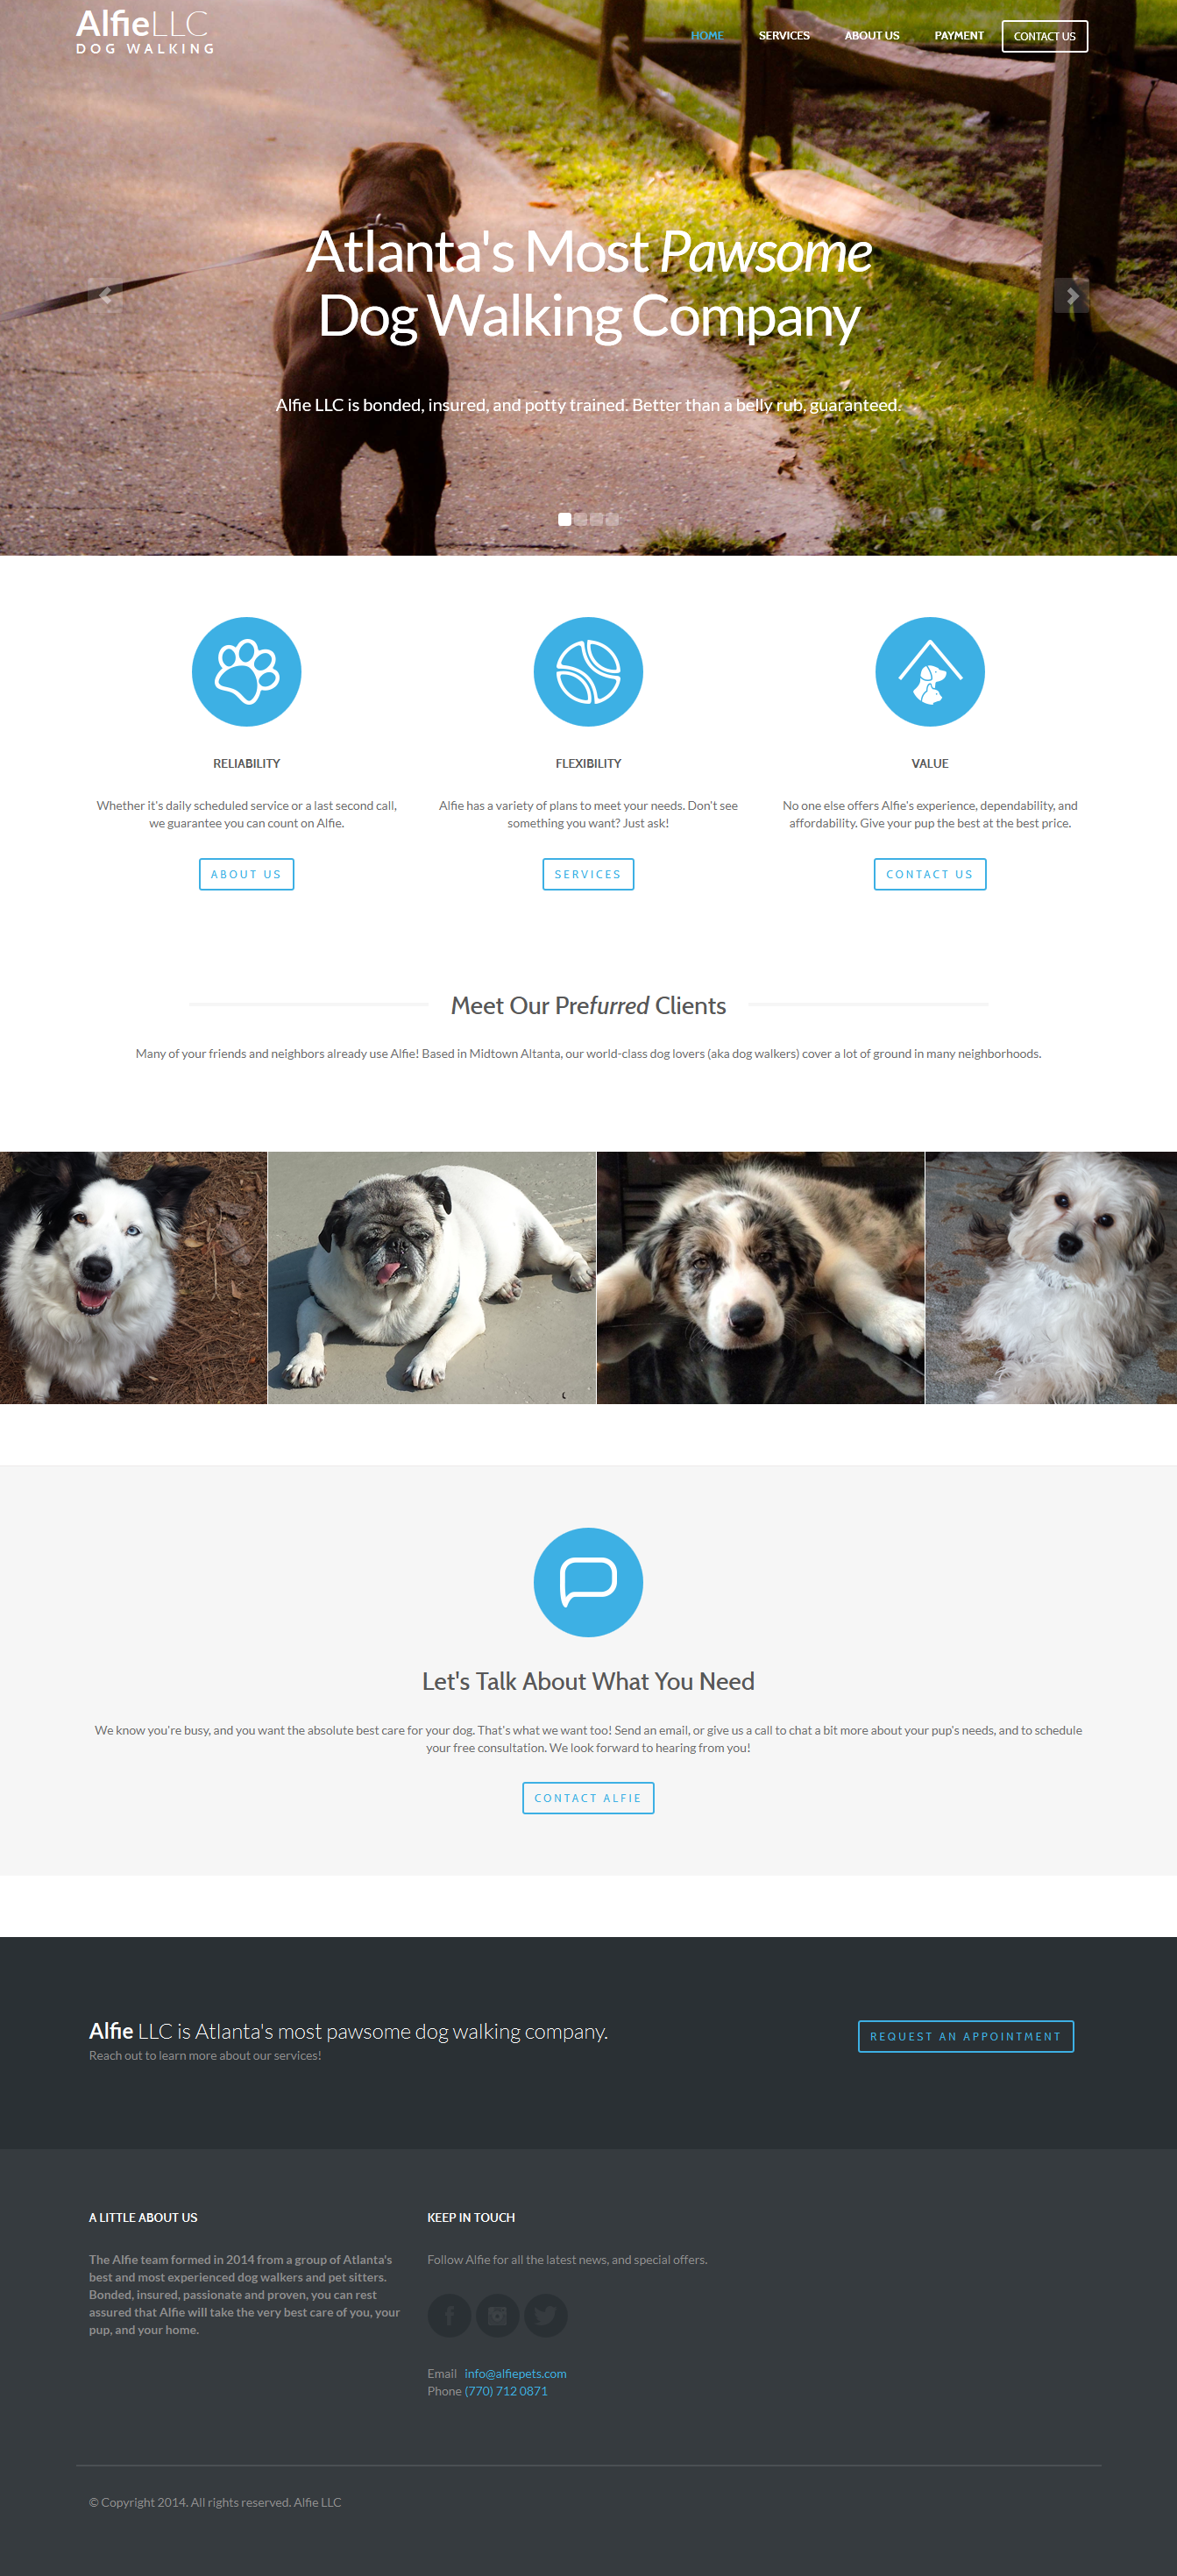 AlfieLLC
DOG WALKING
HOME SERVICES ABOUT US PAYMENT CONTACT US
Atlanta's Most Pawsome
Dog Walking Company
Alfie LLC is bonded, insured, and potty trained. Better than a belly rub, guaranteed.
RELIABILITY
Whether it's daily scheduled service or a last second call,
we guarantee you can count on Alfie.
ABOUT US
FLEXIBILITY
Alfie has a variety of plans to meet your needs. Don't see
something you want? Just ask!
SERVICES
VALUE
No one else offers Alfie's experience, dependability, and
affordability. Give your pup the best at the best price.
CONTACT US
Meet Our Prefurred Clients
Many of your friends and neighbors already use Alfie! Based in Midtown Altanta, our world-class dog lovers (aka dog walkers) cover a lot of ground in many neighborhoods.
Let's Talk About What You Need
We know you're busy, and you want the absolute best care for your dog. That's what we want too! Send an email, or give us a call to chat a bit more about your pup's needs, and to schedule
your free consultation. We look forward to hearing from you!
CONTACT ALFIE
Alfie LLC is Atlanta's most pawsome dog walking company.
Reach out to learn more about our services!
REQUEST AN APPOINTMENT
A LITTLE ABOUT US
The Alfie team formed in 2014 from a group of Atlanta's
best and most experienced dog walkers and pet sitters.
Bonded, insured, passionate and proven, you can rest
assured that Alfie will take the very best care of you, your
pup, and your home.
KEEP IN TOUCH
Follow Alfie for all the latest news, and special offers.
Email info@alfiepets.com
Phone (770) 712 0871
© Copyright 2014. All rights reserved. Alfie LLC